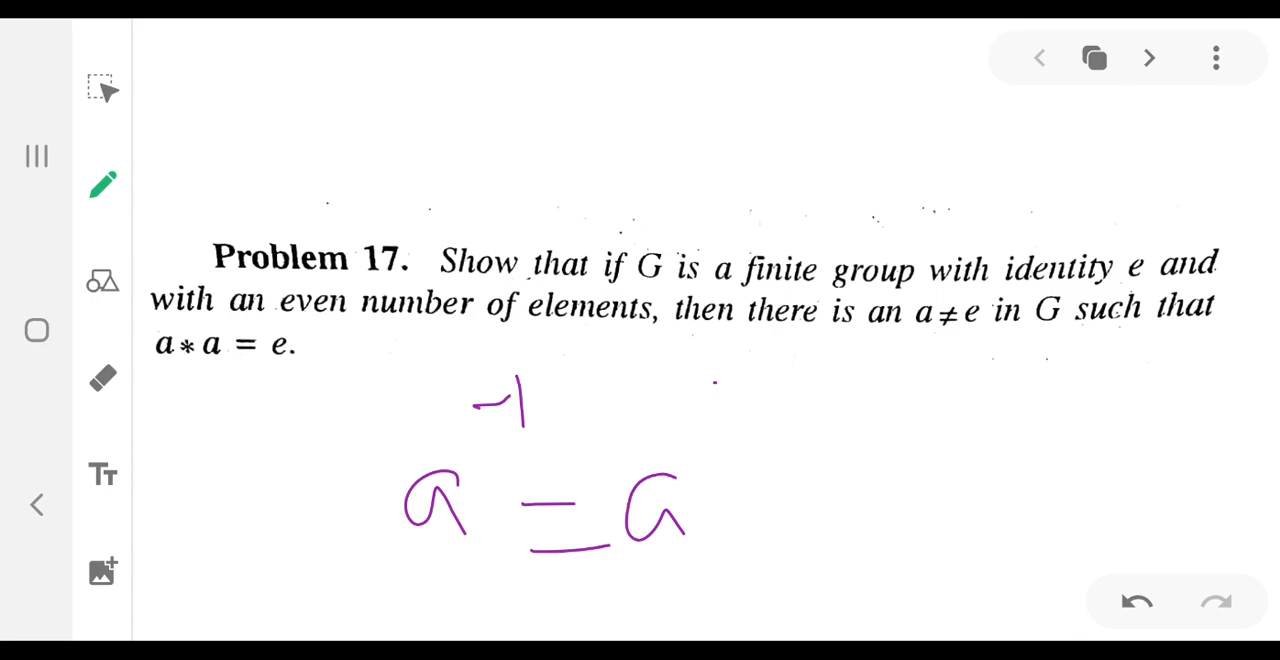 Problem 17. Show that if G is a finite group with identity e and
with an even number of elements, then there is an a ≠ e in G such that
a * a = e.
a⁻¹ = a
TT